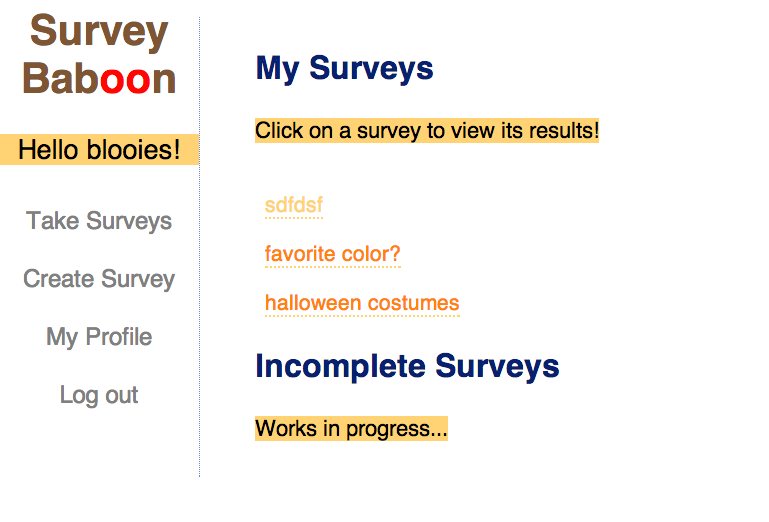 Survey
Baboon
Hello blooies!
Take Surveys
Create Survey
My Profile
Log out
My Surveys
Click on a survey to view its results!
sdfdsf
favorite color?
halloween costumes
Incomplete Surveys
Works in progress...